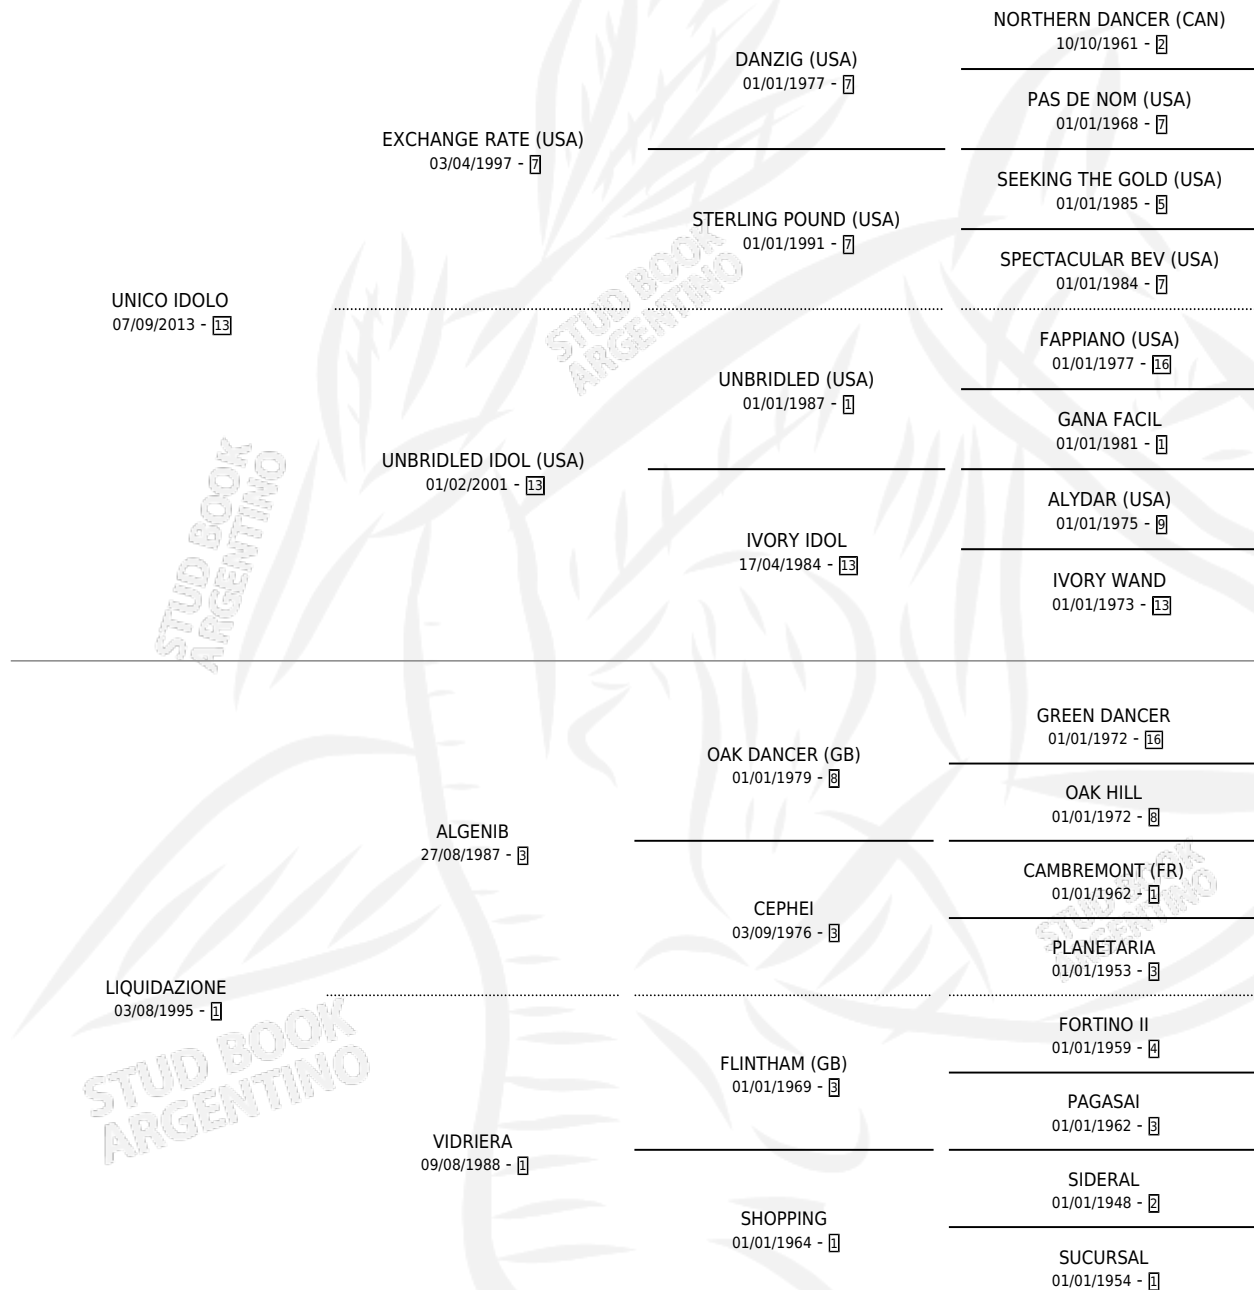 NORTHERN DANCER (CAN)
10/10/1961 - 2
DANZIG (USA)
01/01/1977 - 7
PAS DE NOM (USA)
01/01/1968 - 7
EXCHANGE RATE (USA)
03/04/1997 - 7
SEEKING THE GOLD (USA)
01/01/1985 - 5
STERLING POUND (USA)
01/01/1991 - 7
SPECTACULAR BEV (USA)
01/01/1984 - 7
UNICO IDOLO
07/09/2013 - 13
FAPPIANO (USA)
01/01/1977 - 16
UNBRIDLED (USA)
01/01/1987 - 1
GANA FACIL
01/01/1981 - 1
UNBRIDLED IDOL (USA)
01/02/2001 - 13
ALYDAR (USA)
01/01/1975 - 9
IVORY IDOL
17/04/1984 - 13
IVORY WAND
01/01/1973 - 13
GREEN DANCER
01/01/1972 - 16
OAK DANCER (GB)
01/01/1979 - 8
OAK HILL
01/01/1972 - 8
ALGENIB
27/08/1987 - 3
CAMBREMONT (FR)
01/01/1962 - 1
CEPHEI
03/09/1976 - 3
PLANETARIA
01/01/1953 - 3
LIQUIDAZIONE
03/08/1995 - 1
FORTINO II
01/01/1959 - 4
FLINTHAM (GB)
01/01/1969 - 3
PAGASAI
01/01/1962 - 3
VIDRIERA
09/08/1988 - 1
SIDERAL
01/01/1948 - 2
SHOPPING
01/01/1964 - 1
SUCURSAL
01/01/1954 - 1
STUD BOOK
ARGENTINO
STUD BOOK
ARGENTINO
STUD BOOK
ARGENTINO
STUD BOOK
ARGENTINO